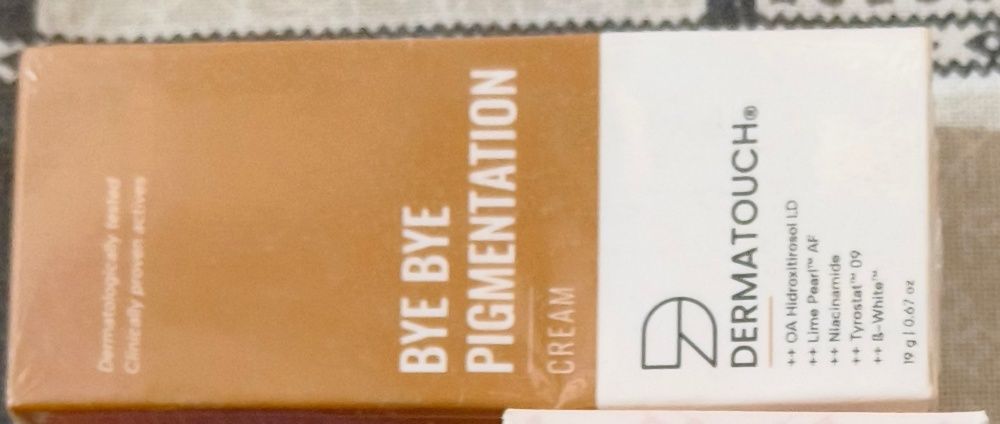 Dermatologically tested
Clinically proven actives
BYE BYE
PIGMENTATION
CREAM
DERMATOUCH®
++ OA Hidroxitirosol LD
++ Lime Pearl™ AF
++ Niacinamide
++ Tyrostat™ 09
++ ß-White™
19 g | 0.67 oz